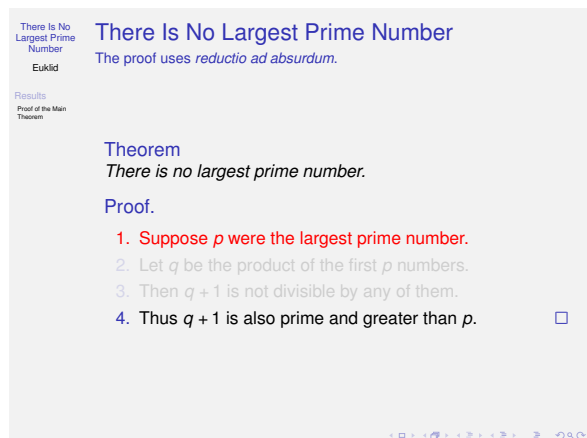 There Is No
Largest Prime
Number
Euklid
Results
Proof of the Main
Theorem
There Is No Largest Prime Number
The proof uses reductio ad absurdum.
Theorem
There is no largest prime number.
Proof.
1. Suppose p were the largest prime number.
2. Let q be the product of the first p numbers.
3. Then q + 1 is not divisible by any of them.
4. Thus q + 1 is also prime and greater than p. □